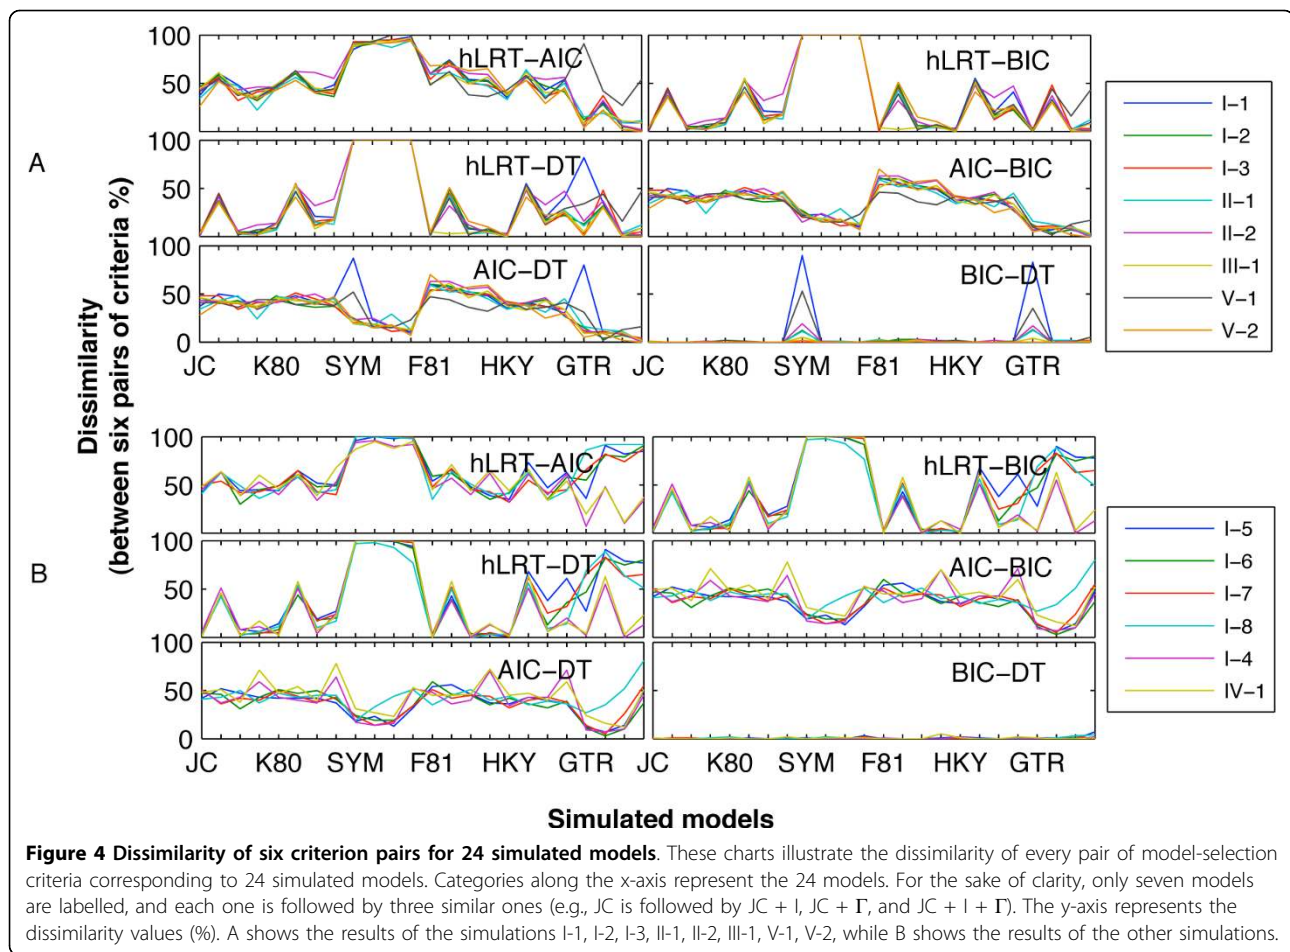 A
Dissimilarity
(between six pairs of criteria %)
100
50
0
hLRT-AIC
hLRT-BIC
100
50
0
hLRT-DT
AIC-BIC
100
50
0
AIC-DT
BIC-DT
JC K80 SYM F81 HKY GTR JC K80 SYM F81 HKY GTR
I-1
I-2
I-3
II-1
II-2
III-1
V-1
V-2
B
100
50
0
hLRT-AIC
hLRT-BIC
100
50
0
hLRT-DT
AIC-BIC
100
50
0
AIC-DT
BIC-DT
JC K80 SYM F81 HKY GTR JC K80 SYM F81 HKY GTR
I-5
I-6
I-7
I-8
I-4
IV-1
Simulated models
Figure 4 Dissimilarity of six criterion pairs for 24 simulated models. These charts illustrate the dissimilarity of every pair of model-selection
criteria corresponding to 24 simulated models. Categories along the x-axis represent the 24 models. For the sake of clarity, only seven models
are labelled, and each one is followed by three similar ones (e.g., JC is followed by JC + I, JC + Γ, and JC + I + Γ). The y-axis represents the
dissimilarity values (%). A shows the results of the simulations I-1, I-2, I-3, II-1, II-2, III-1, V-1, V-2, while B shows the results of the other simulations.